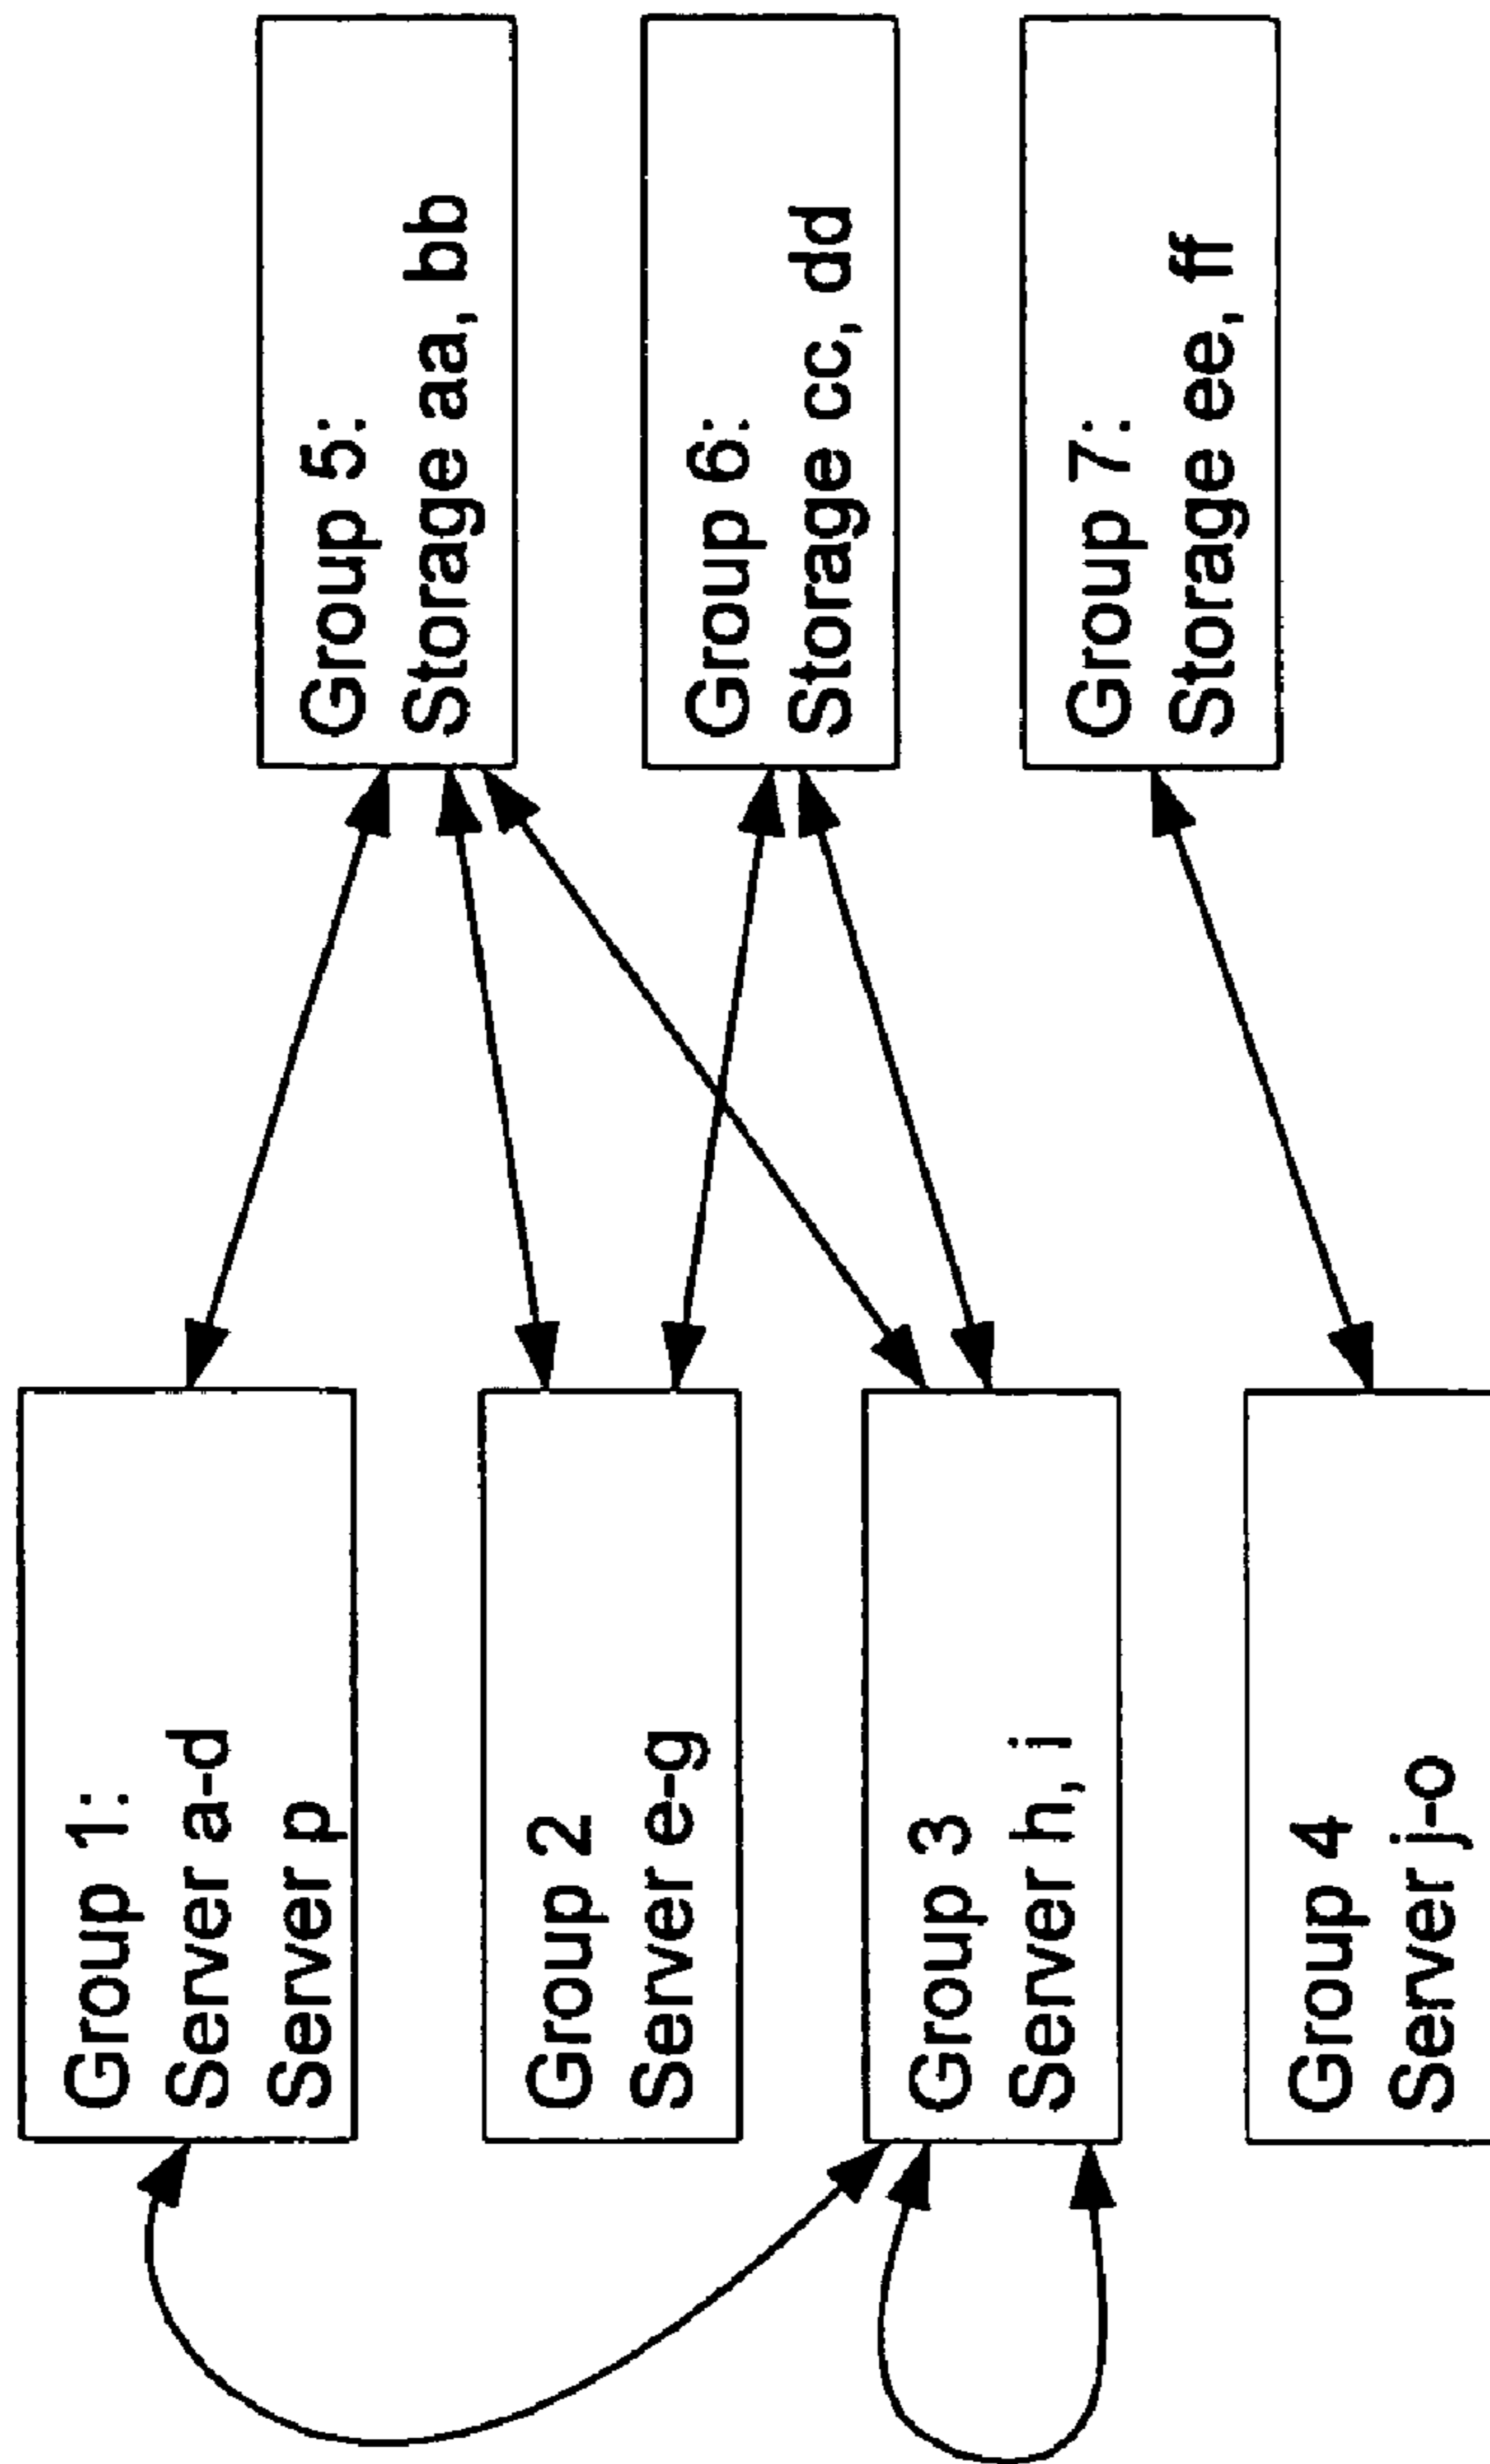 Group 1:
Server a-d
Server p
Group 2
Server e-g
Group 3
Server h, i
Group 4
Server j-o
Group 5:
Storage aa, bb
Group 6:
Storage cc, dd
Group 7:
Storage ee, ff